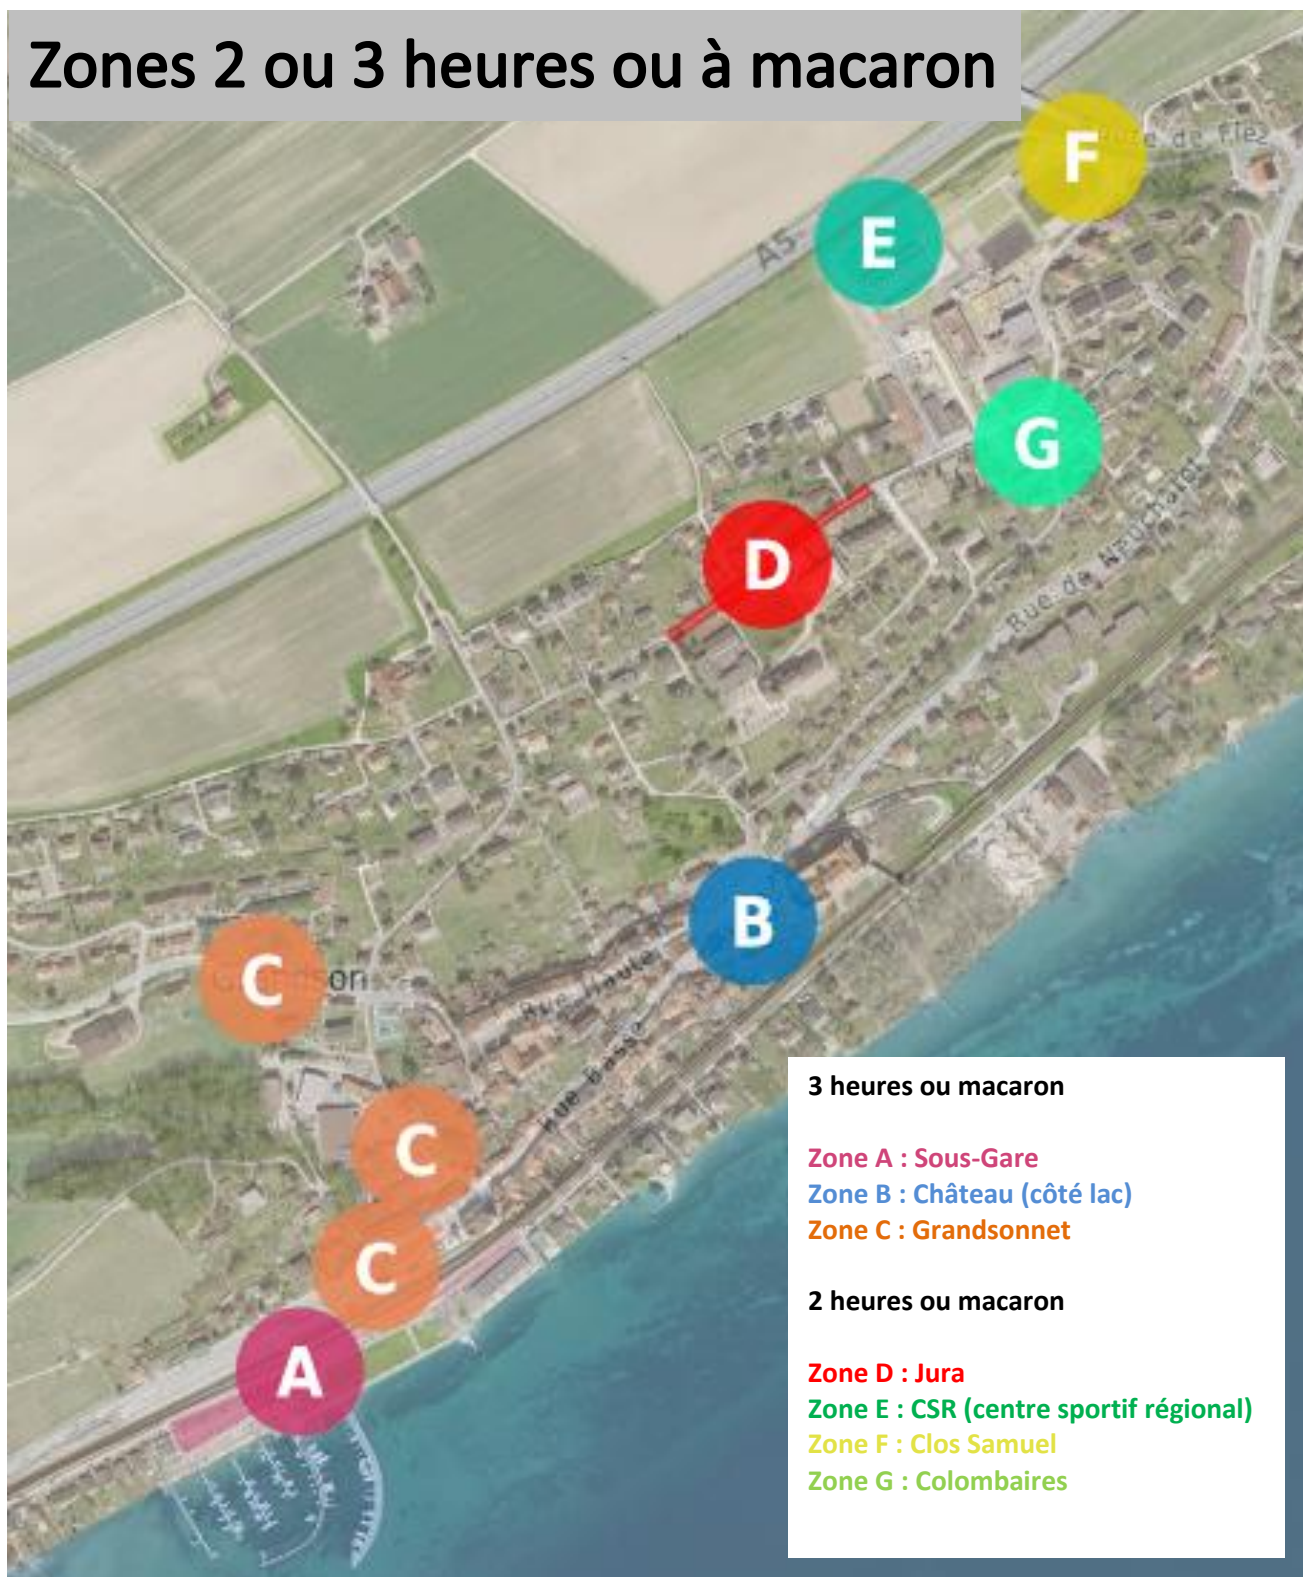 Zones 2 ou 3 heures ou à macaron
F
E
A5
G
D
Rue de Neuchâtel
B
C
Rue Haute
Rue Basse
C
C
A
3 heures ou macaron
Zone A : Sous-Gare
Zone B : Château (côté lac)
Zone C : Grandsonnet
2 heures ou macaron
Zone D : Jura
Zone E : CSR (centre sportif régional)
Zone F : Clos Samuel
Zone G : Colombaires